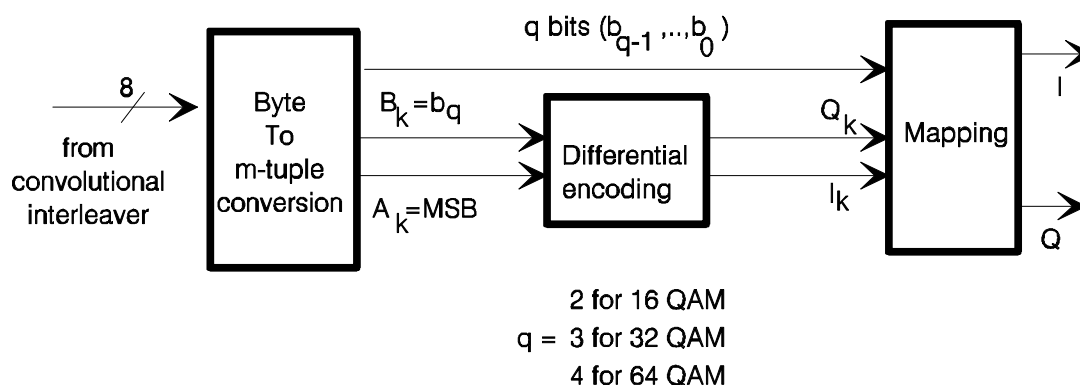 q bits (b q-1 ,..,b 0 )
8
from
convolutional
interleaver
Byte
To
m-tuple
conversion
B k =b q
A k =MSB
Differential
encoding
Q k
I k
Mapping
I
Q
2 for 16 QAM
q = 3 for 32 QAM
4 for 64 QAM